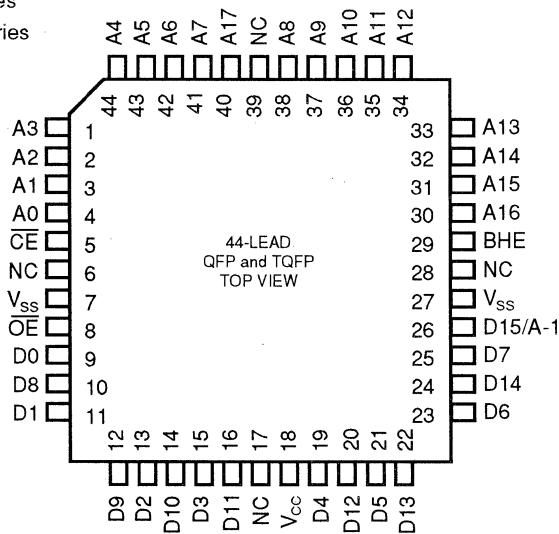 es
ries
A4 A5 A6 A7 A17 NC A8 A9 A10 A11 A12
44 43 42 41 40 39 38 37 36 35 34
A3 1 33 A13
A2 2 32 A14
A1 3 31 A15
A0 4 30 A16
C̅E̅ 5 29 BHE
NC 6 28 NC
VSS 7 27 VSS
O̅E̅ 8 26 D15/A-1
D0 9 25 D7
D8 10 24 D14
D1 11 23 D6
44-LEAD
QFP and TQFP
TOP VIEW
12 13 14 15 16 17 18 19 20 21 22
D9 D2 D10 D3 D11 NC VCC D4 D12 D5 D13